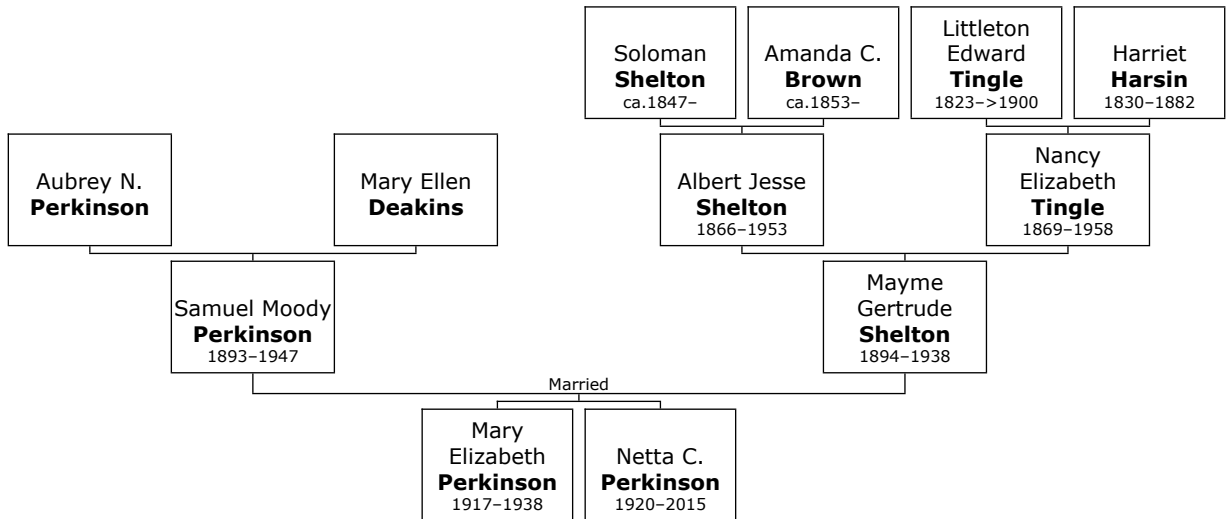 Soloman
Shelton
ca.1847–
Amanda C.
Brown
ca.1853–
Littleton
Edward
Tingle
1823–>1900
Harriet
Harsin
1830–1882
Aubrey N.
Perkinson
Mary Ellen
Deakins
Albert Jesse
Shelton
1866–1953
Nancy
Elizabeth
Tingle
1869–1958
Samuel Moody
Perkinson
1893–1947
Mayme
Gertrude
Shelton
1894–1938
Married
Mary
Elizabeth
Perkinson
1917–1938
Netta C.
Perkinson
1920–2015